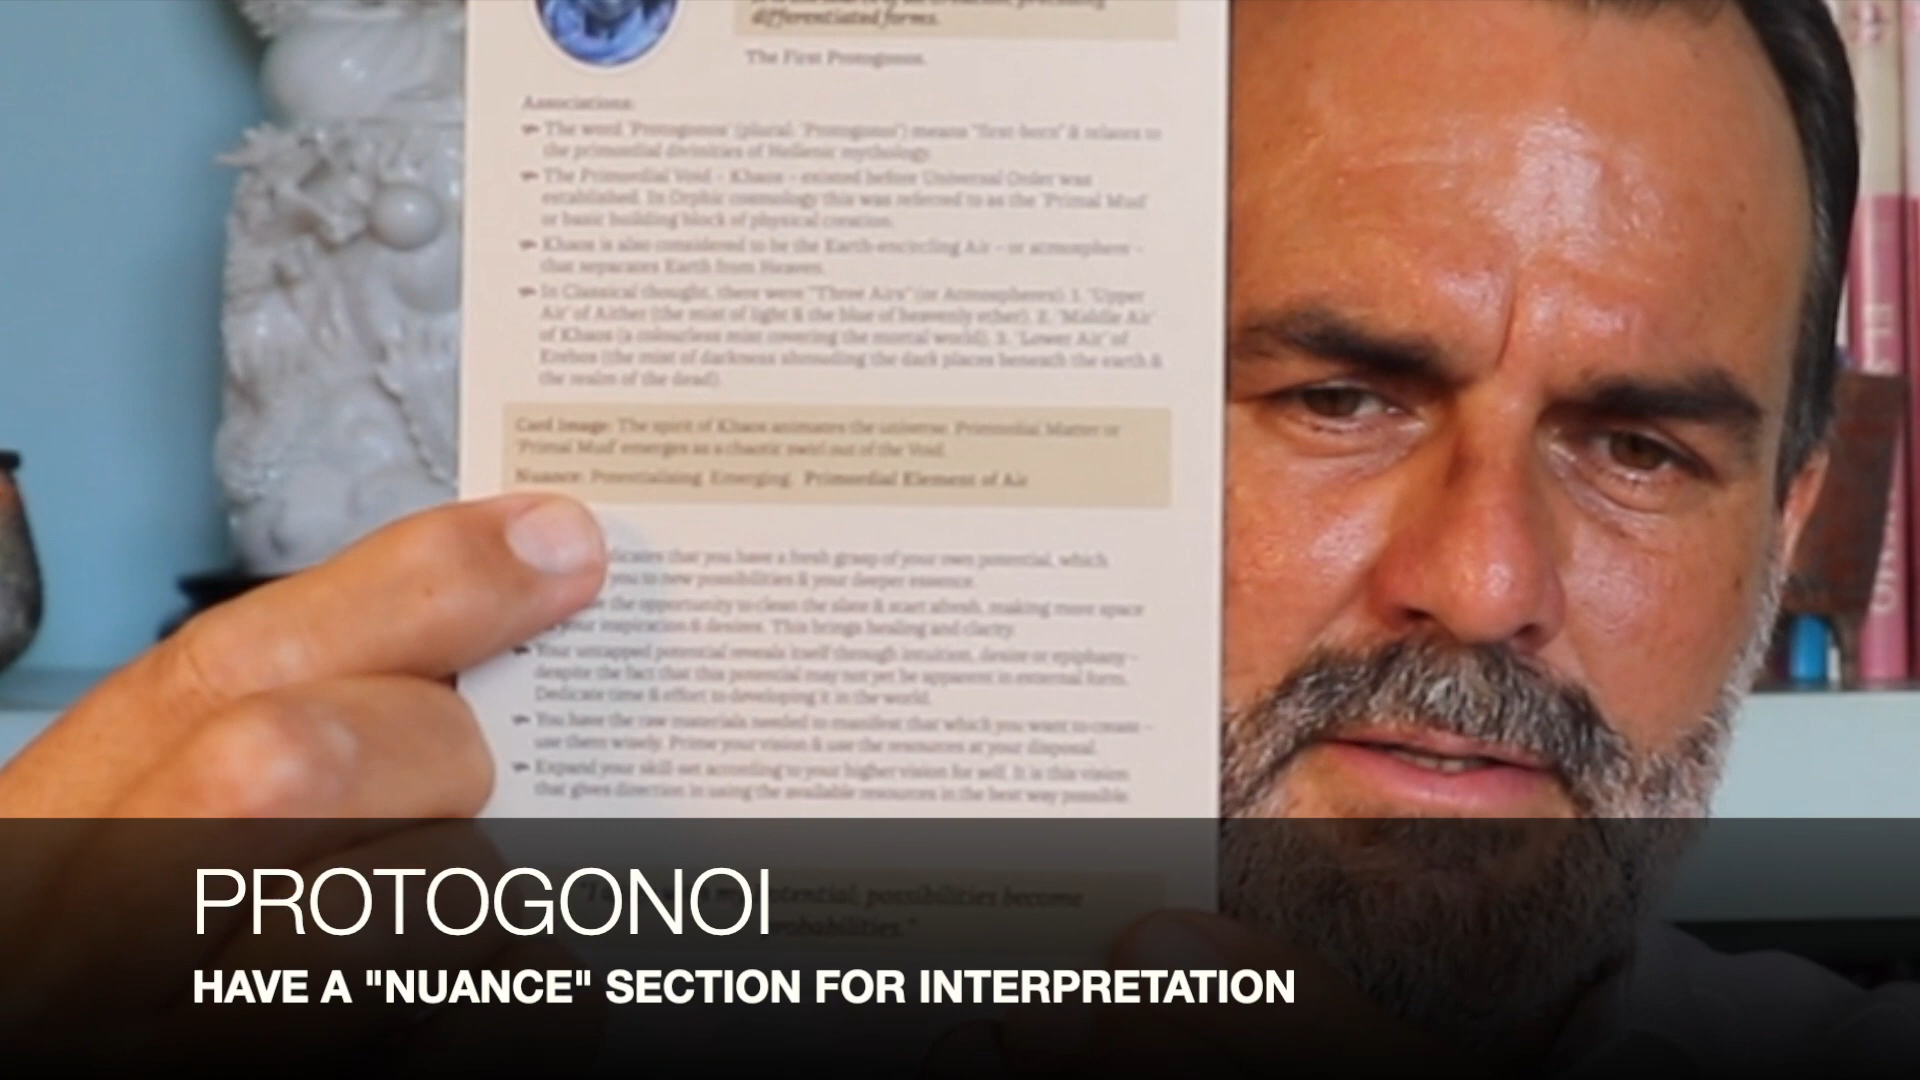 differentiated forms.
The First Protogonos.
Associations:
The word 'Protogonos' (plural: 'Protogonoi') means "first-born" & relates to
the primordial divinities of Hellenic mythology.
The Primordial Void – Khaos – existed before Universal Order was
established. In Orphic cosmology this was referred to as the 'Primal Mud'
or basic building block of physical creation.
Khaos is also considered to be the Earth-encircling Air – or atmosphere –
that separates Earth from Heaven.
In Classical thought, there were "Three Airs" (or Atmospheres): 1. 'Upper
Air' of Aither (the mist of light & the blue of heavenly ether). 2. 'Middle Air'
of Khaos (a colourless mist covering the mortal world). 3. 'Lower Air' of
Erebos (the mist of darkness shrouding the dark places beneath the earth &
the realm of the dead).
Card Image: The spirit of Khaos animates the universe. Primordial Matter or
'Primal Mud' emerges as a chaotic swirl out of the Void.
Nuance: Potentialising. Emerging. Primordial Element of Air
that you have a fresh grasp of your own potential, which
you to new possibilities & your deeper essence.
the opportunity to clean the slate & start afresh, making more space
your inspiration & desires. This brings healing and clarity.
Your untapped potential reveals itself through intuition, desire or epiphany –
despite the fact that this potential may not yet be apparent in external form.
Dedicate time & effort to developing it in the world.
You have the raw materials needed to manifest that which you want to create –
use them wisely. Prime your vision & use the resources at your disposal.
Expand your skill-set according to your higher vision for self. It is this vision
that gives direction in using the available resources in the best way possible.
my potential; possibilities become
probabilities."
PROTOGONOI
HAVE A "NUANCE" SECTION FOR INTERPRETATION